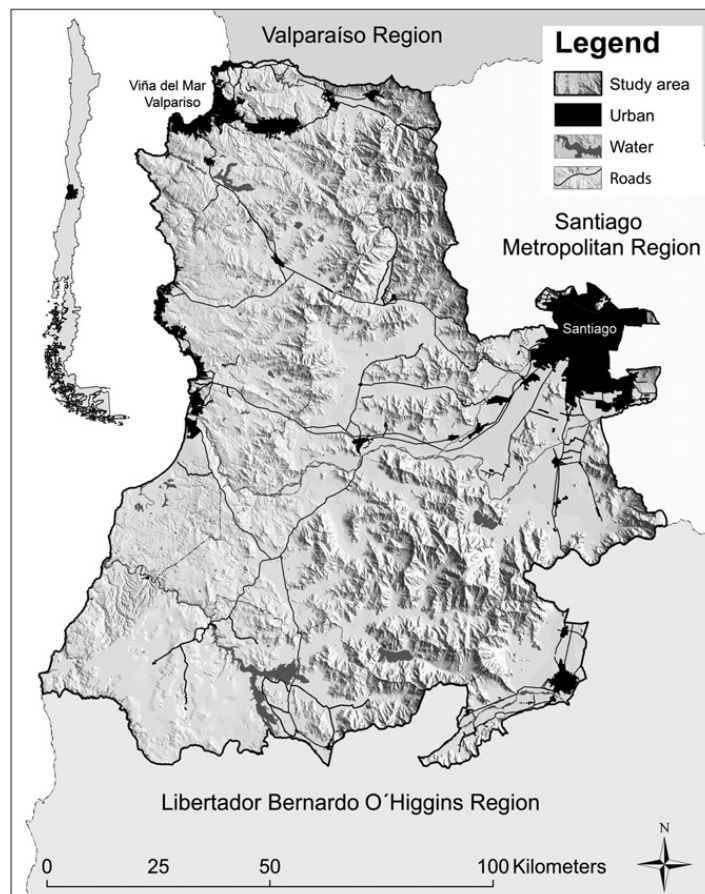 Valparaíso Region
Legend
Study area
Urban
Water
Roads
Viña del Mar
Valpariso
Santiago
Metropolitan Region
Santiago
Libertador Bernardo O´Higgins Region
N
0 25 50 100 Kilometers